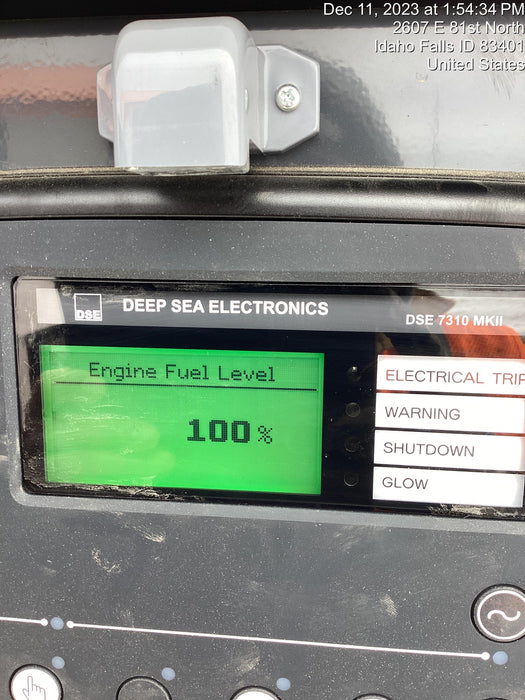 Dec 11, 2023 at 1:54:34 PM
2607 E 81st North
Idaho Falls ID 83401
United States
DSE
DEEP SEA ELECTRONICS
DSE 7310 MKII
Engine Fuel Level
100 %
ELECTRICAL TRIP
WARNING
SHUTDOWN
GLOW